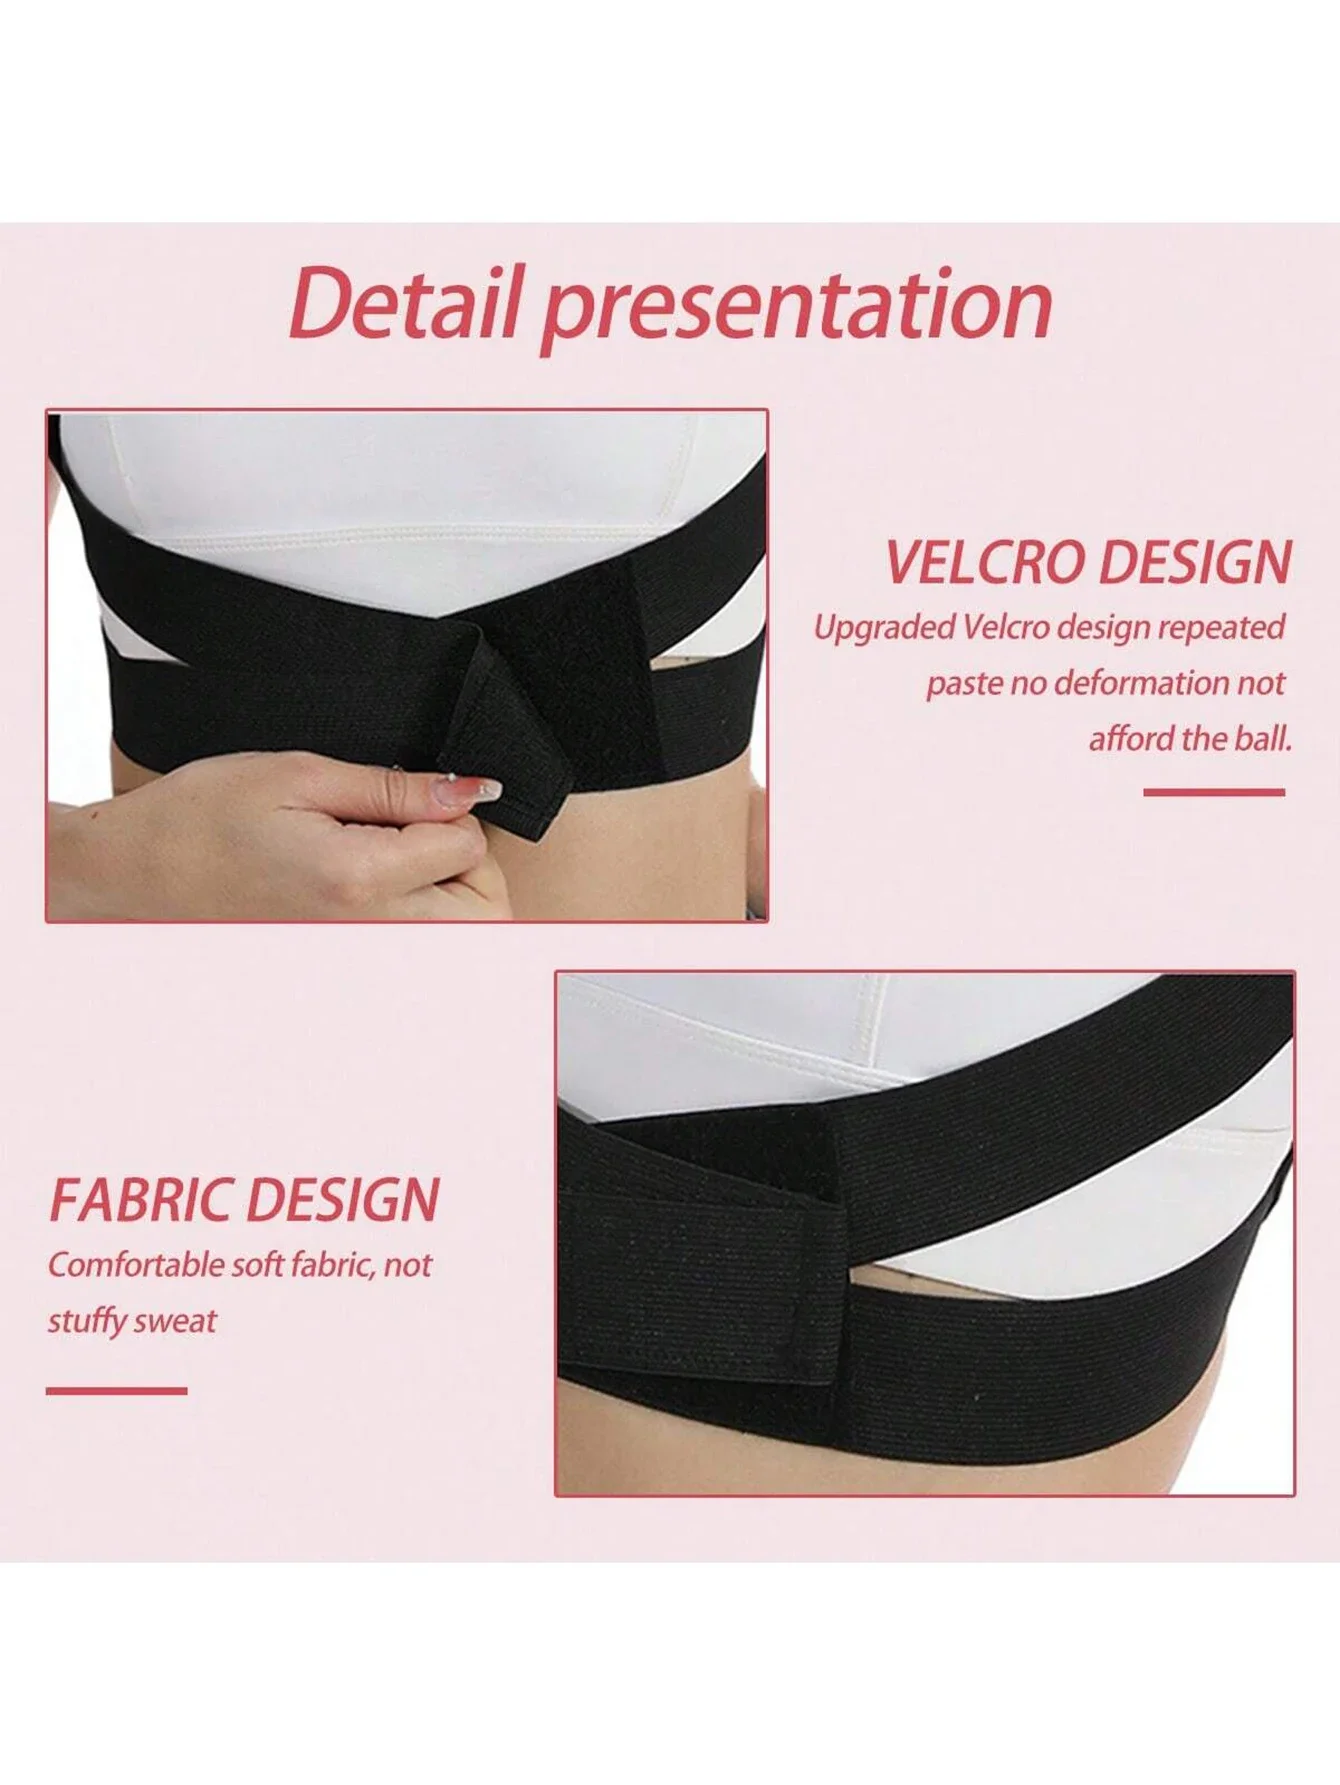 Detail presentation
VELCRO DESIGN
Upgraded Velcro design repeated
paste no deformation not
afford the ball.
FABRIC DESIGN
Comfortable soft fabric, not
stuffy sweat